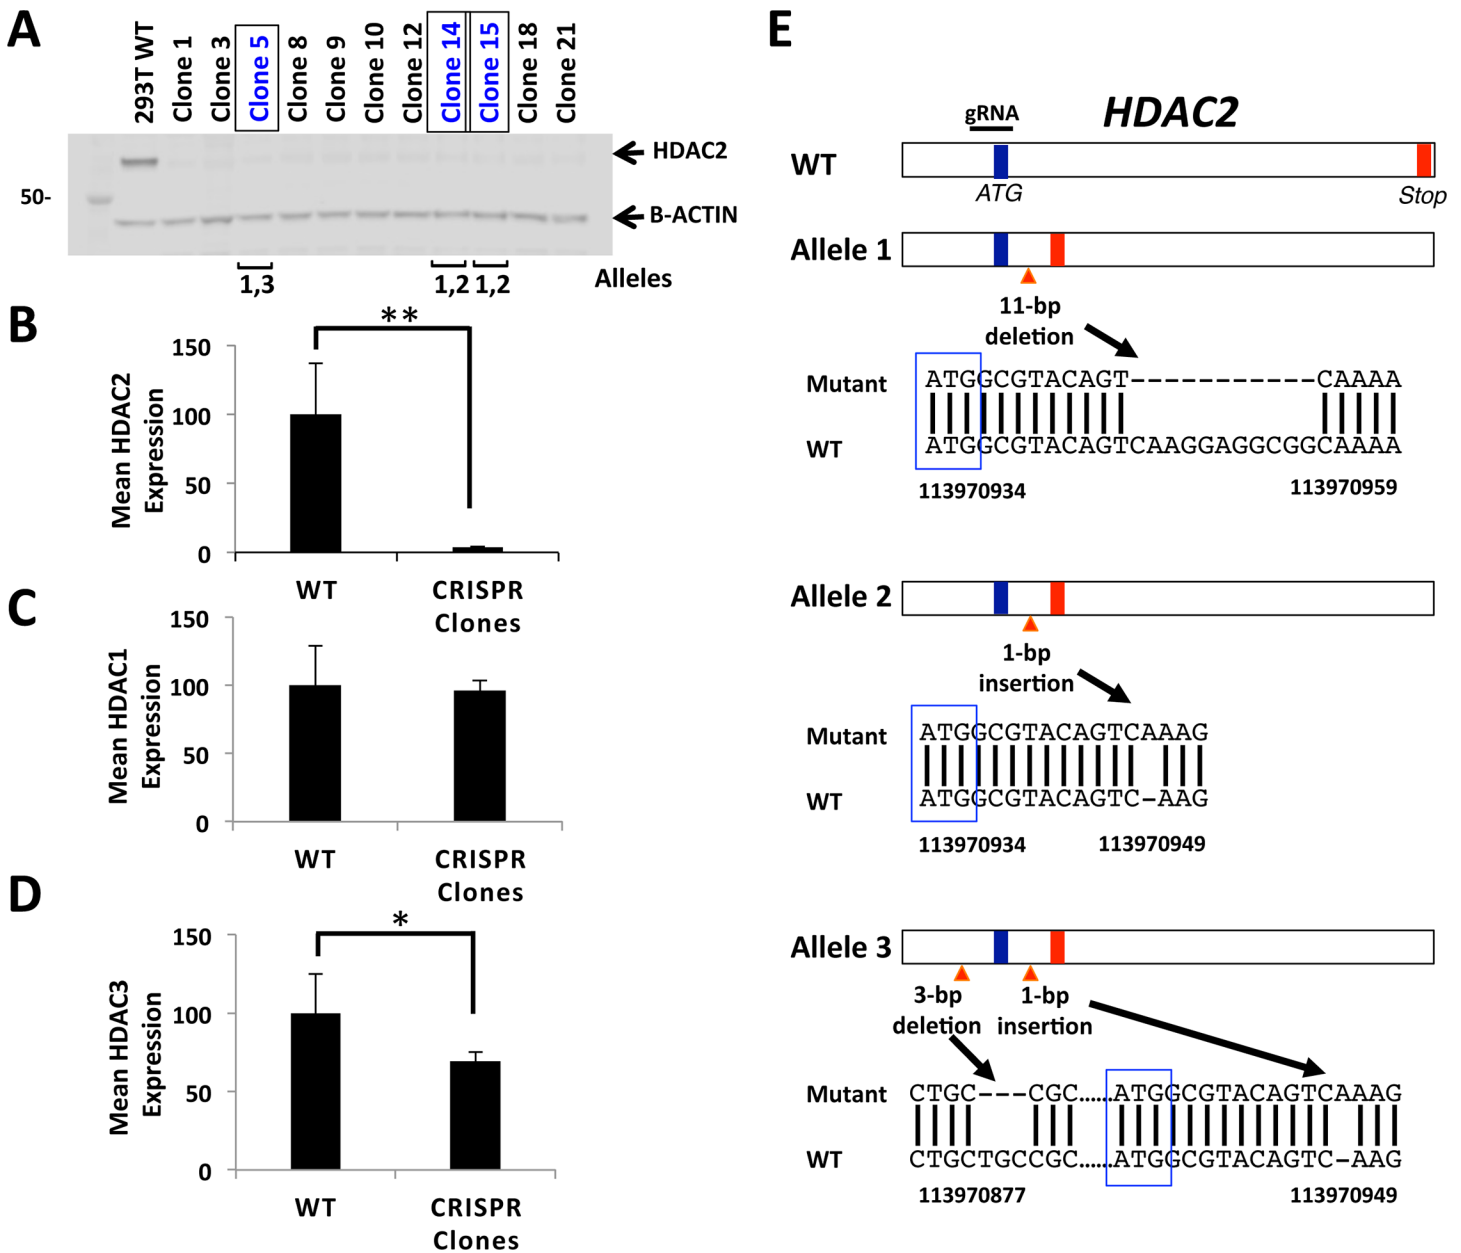 A
293T WT
Clone 1
Clone 3
Clone 5
Clone 8
Clone 9
Clone 10
Clone 12
Clone 14
Clone 15
Clone 18
Clone 21
HDAC2
50-
B-ACTIN
1,3
1,2
1,2
Alleles
B
**
Mean HDAC2
Expression
150
100
50
0
WT
CRISPR
Clones
C
Mean HDAC1
Expression
150
100
50
0
WT
CRISPR
Clones
D
*
Mean HDAC3
Expression
150
100
50
0
WT
CRISPR
Clones
E
gRNA
HDAC2
WT
ATG
Stop
Allele 1
11-bp
deletion
Mutant
ATGGCGTACAGT-----------CAAAA
WT
ATGGCGTACAGTCAAGGAGGCGGCAAAA
113970934
113970959
Allele 2
1-bp
insertion
Mutant
ATGGCGTACAGTCAAAG
WT
ATGGCGTACAGTC-AAG
113970934
113970949
Allele 3
3-bp
deletion
1-bp
insertion
Mutant
CTGC---CGC......ATGGCGTACAGTCAAAG
WT
CTGCTGCCGC......ATGGCGTACAGTC-AAG
113970877
113970949